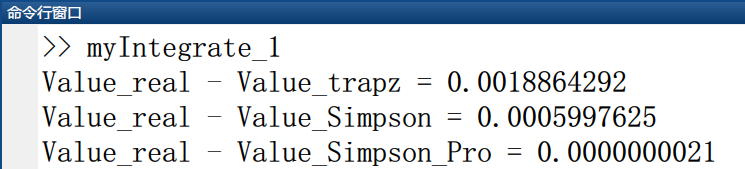 命令行窗口
>> myIntegrate_1
Value_real - Value_trapz = 0.0018864292
Value_real - Value_Simpson = 0.0005997625
Value_real - Value_Simpson_Pro = 0.0000000021